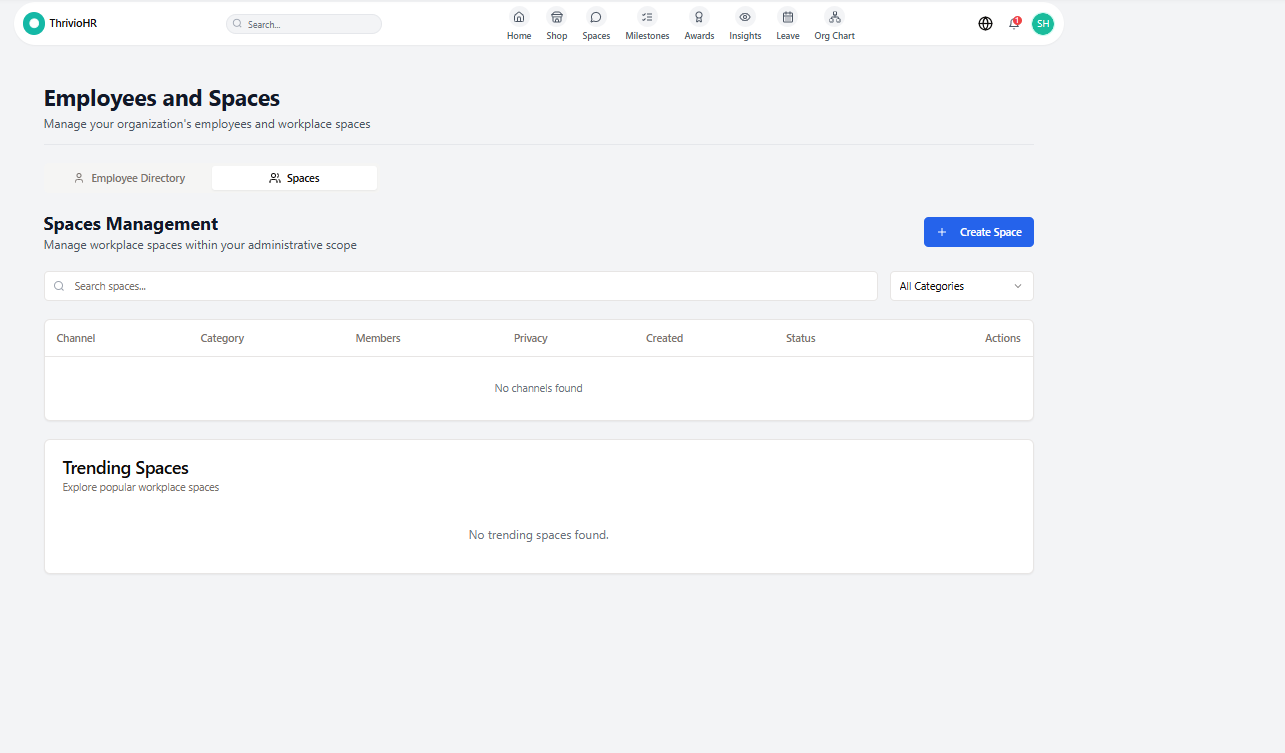 ThrivioHR
Search...
Home Shop Spaces Milestones Awards Insights Leave Org Chart
1
SH
Employees and Spaces
Manage your organization's employees and workplace spaces
Employee Directory
Spaces
Spaces Management
Manage workplace spaces within your administrative scope
+ Create Space
Search spaces...
All Categories
Channel Category Members Privacy Created Status Actions
No channels found
Trending Spaces
Explore popular workplace spaces
No trending spaces found.